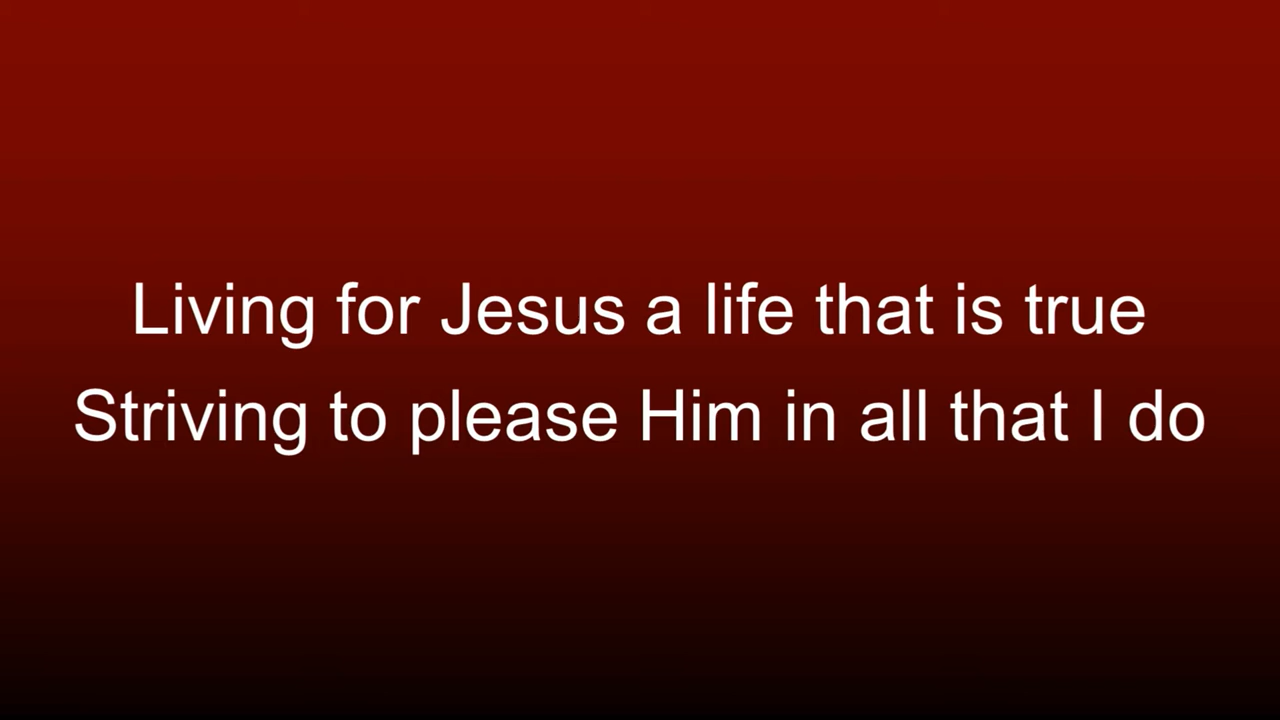 Living for Jesus a life that is true
Striving to please Him in all that I do